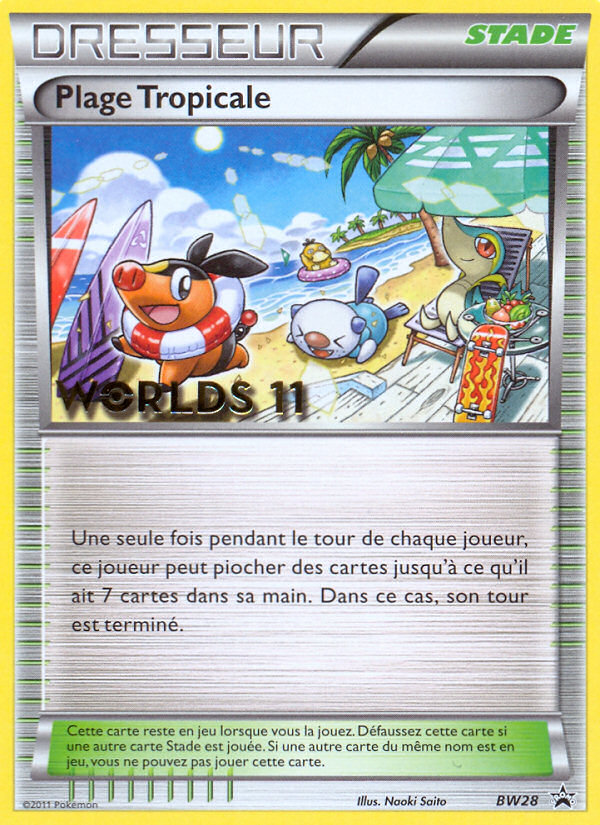 DRESSEUR
STADE
Plage Tropicale
WORLDS 11
Une seule fois pendant le tour de chaque joueur,
ce joueur peut piocher des cartes jusqu'à ce qu'il
ait 7 cartes dans sa main. Dans ce cas, son tour
est terminé.
Cette carte reste en jeu lorsque vous la jouez. Défaussez cette carte si
une autre carte Stade est jouée. Si une autre carte du même nom est en
jeu, vous ne pouvez pas jouer cette carte.
©2011 Pokémon
Illus. Naoki Saito
BW28
PROMO